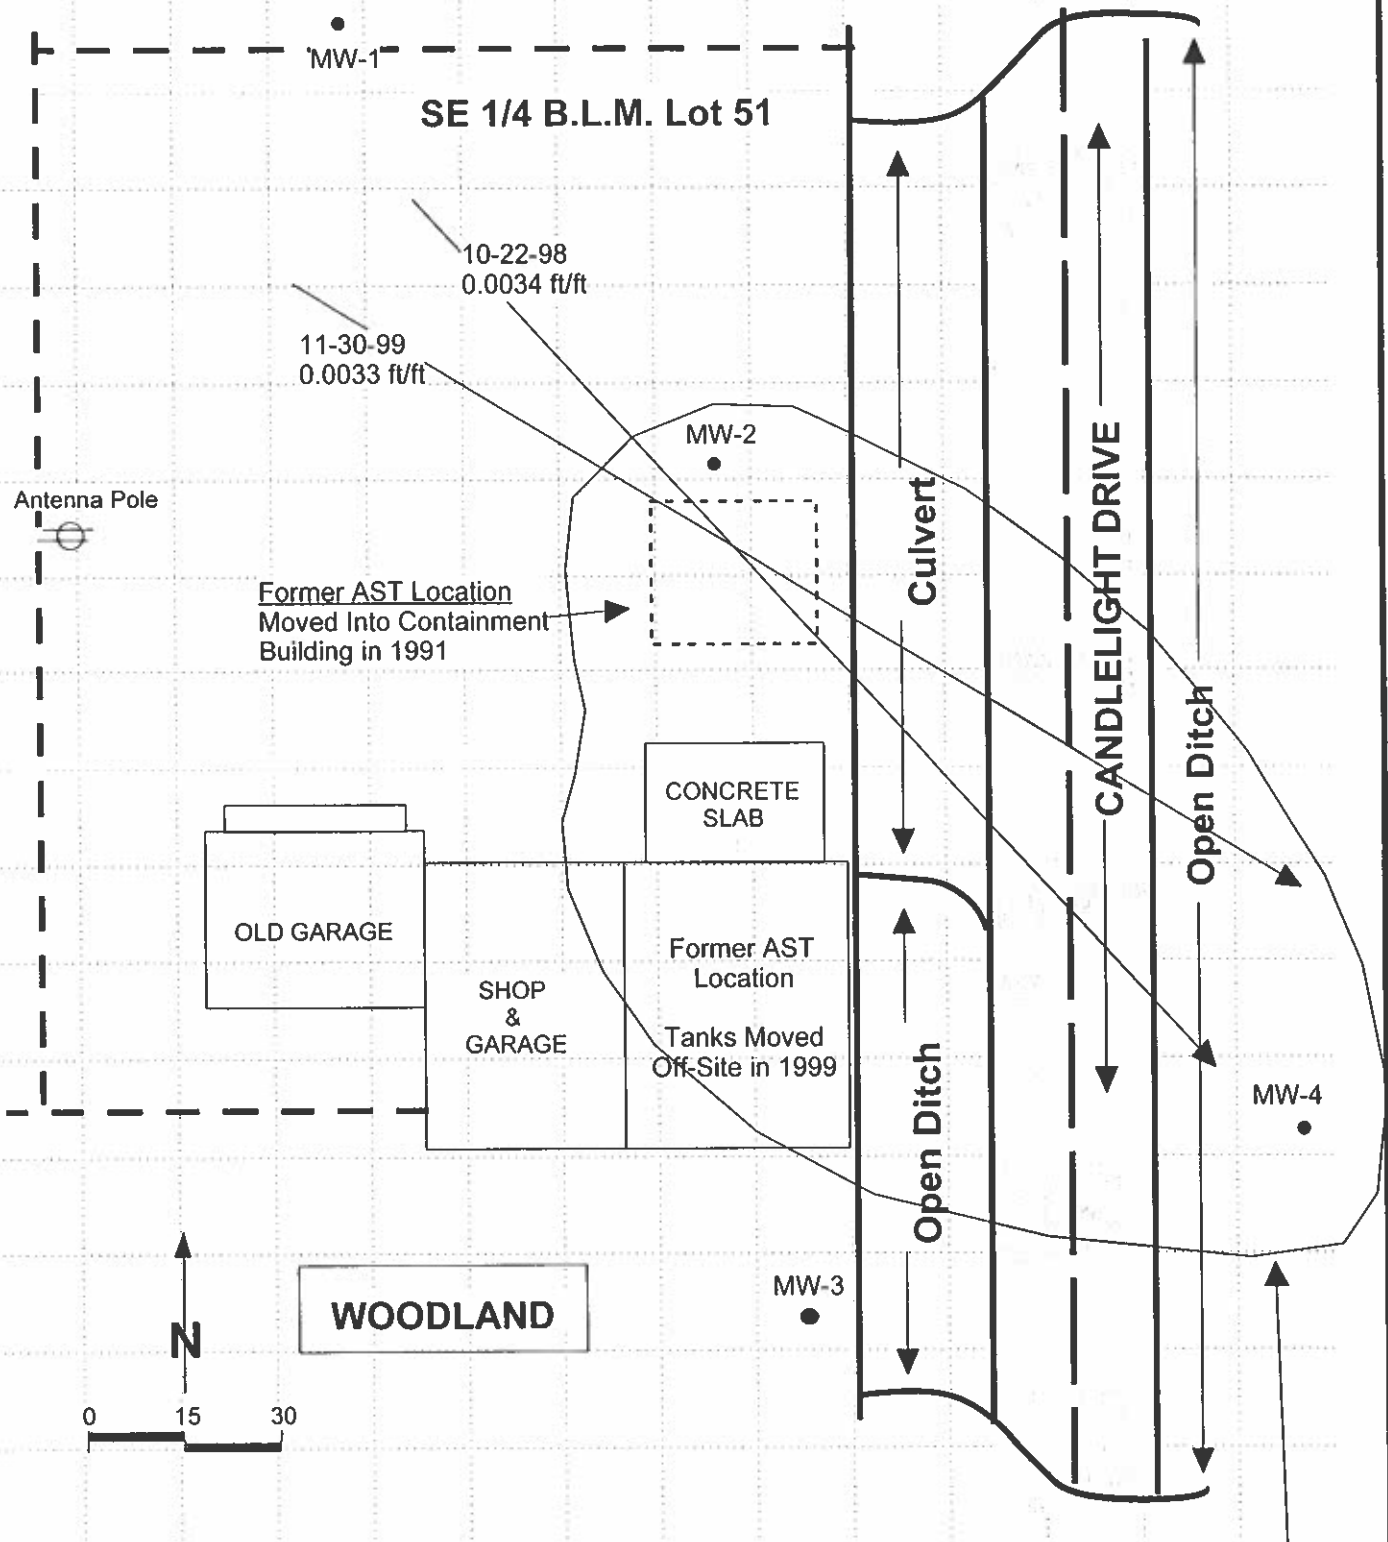 MW-1
SE 1/4 B.L.M. Lot 51
10-22-98
0.0034 ft/ft
11-30-99
0.0033 ft/ft
MW-2
Antenna Pole
Culvert
CANDLELIGHT DRIVE
Former AST Location
Moved Into Containment
Building in 1991
Open Ditch
CONCRETE
SLAB
OLD GARAGE
SHOP
&
GARAGE
Former AST
Location
Tanks Moved
Off-Site in 1999
Open Ditch
MW-4
MW-3
WOODLAND
N
0 15 30